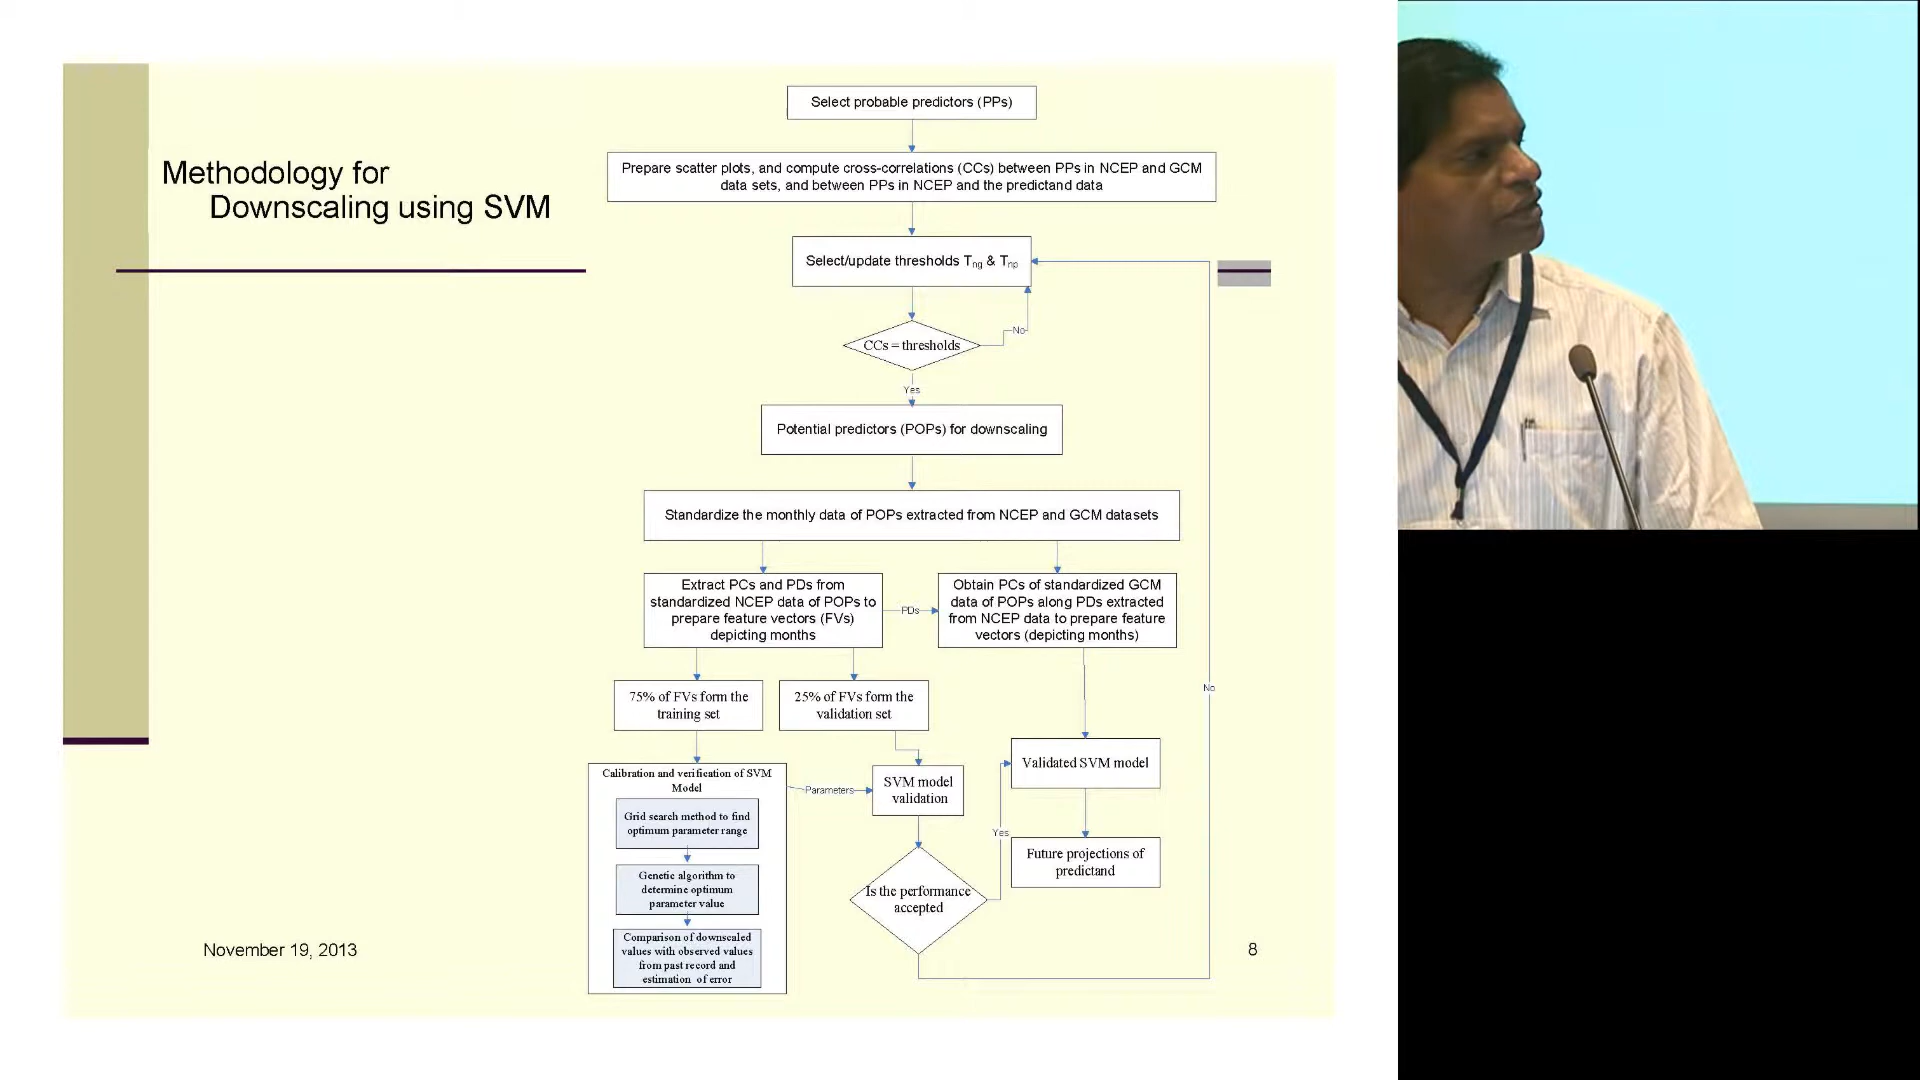 Methodology for
Downscaling using SVM
Select probable predictors (PPs)
Prepare scatter plots, and compute cross-correlations (CCs) between PPs in NCEP and GCM
data sets, and between PPs in NCEP and the predictand data
Select/update thresholds Tng & Tnp
CCs = thresholds
No
Yes
Potential predictors (POPs) for downscaling
Standardize the monthly data of POPs extracted from NCEP and GCM datasets
Extract PCs and PDs from
standardized NCEP data of POPs to
prepare feature vectors (FVs)
depicting months
PDs
Obtain PCs of standardized GCM
data of POPs along PDs extracted
from NCEP data to prepare feature
vectors (depicting months)
75% of FVs form the
training set
25% of FVs form the
validation set
No
Calibration and verification of SVM
Model
Grid search method to find
optimum parameter range
Genetic algorithm to
determine optimum
parameter value
Comparison of downscaled
values with observed values
from past record and
estimation of error
Parameters
SVM model
validation
Is the performance
accepted
Yes
Validated SVM model
Future projections of
predictand
November 19, 2013
8